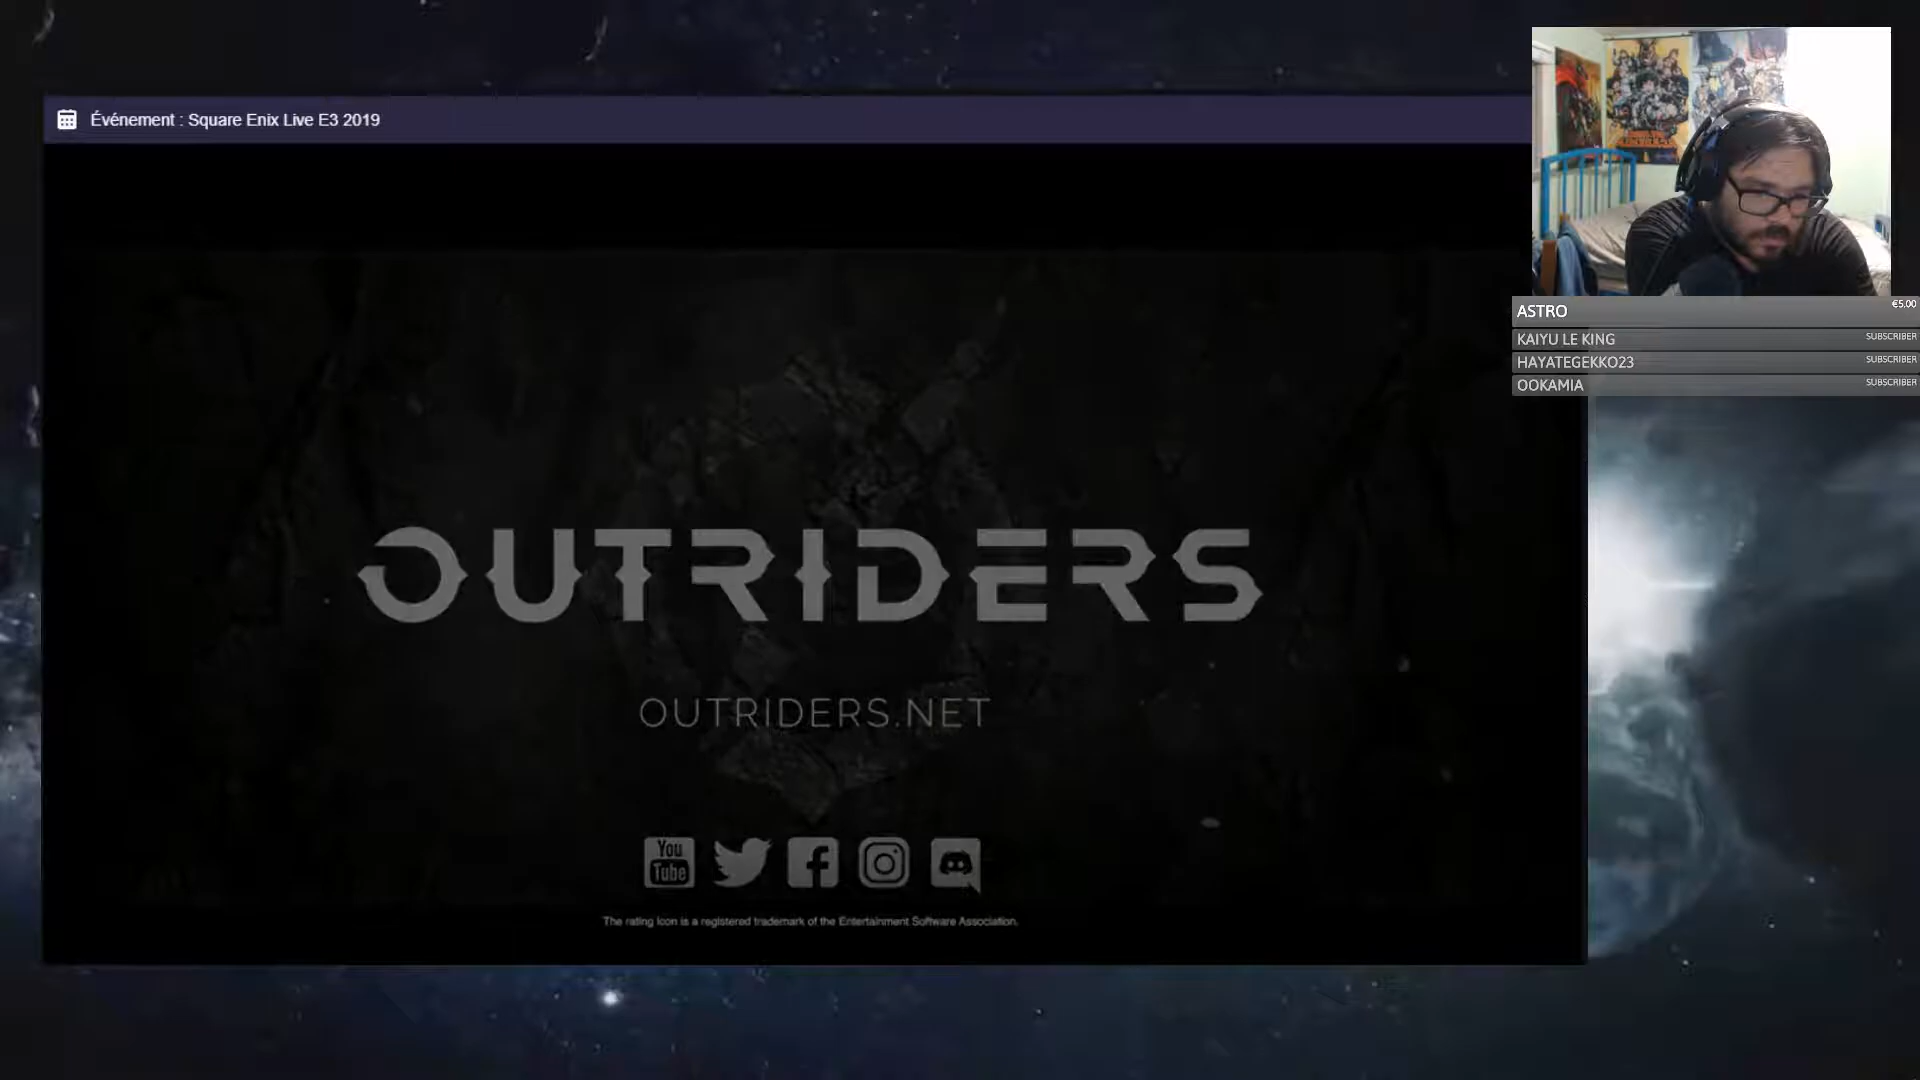 Événement : Square Enix Live E3 2019
OUTRIDERS
OUTRIDERS.NET
You
Tube
The rating icon is a registered trademark of the Entertainment Software Association.
ASTRO €5.00
KAIYU LE KING SUBSCRIBER
HAYATEGEKKO23 SUBSCRIBER
OOKAMIA SUBSCRIBER